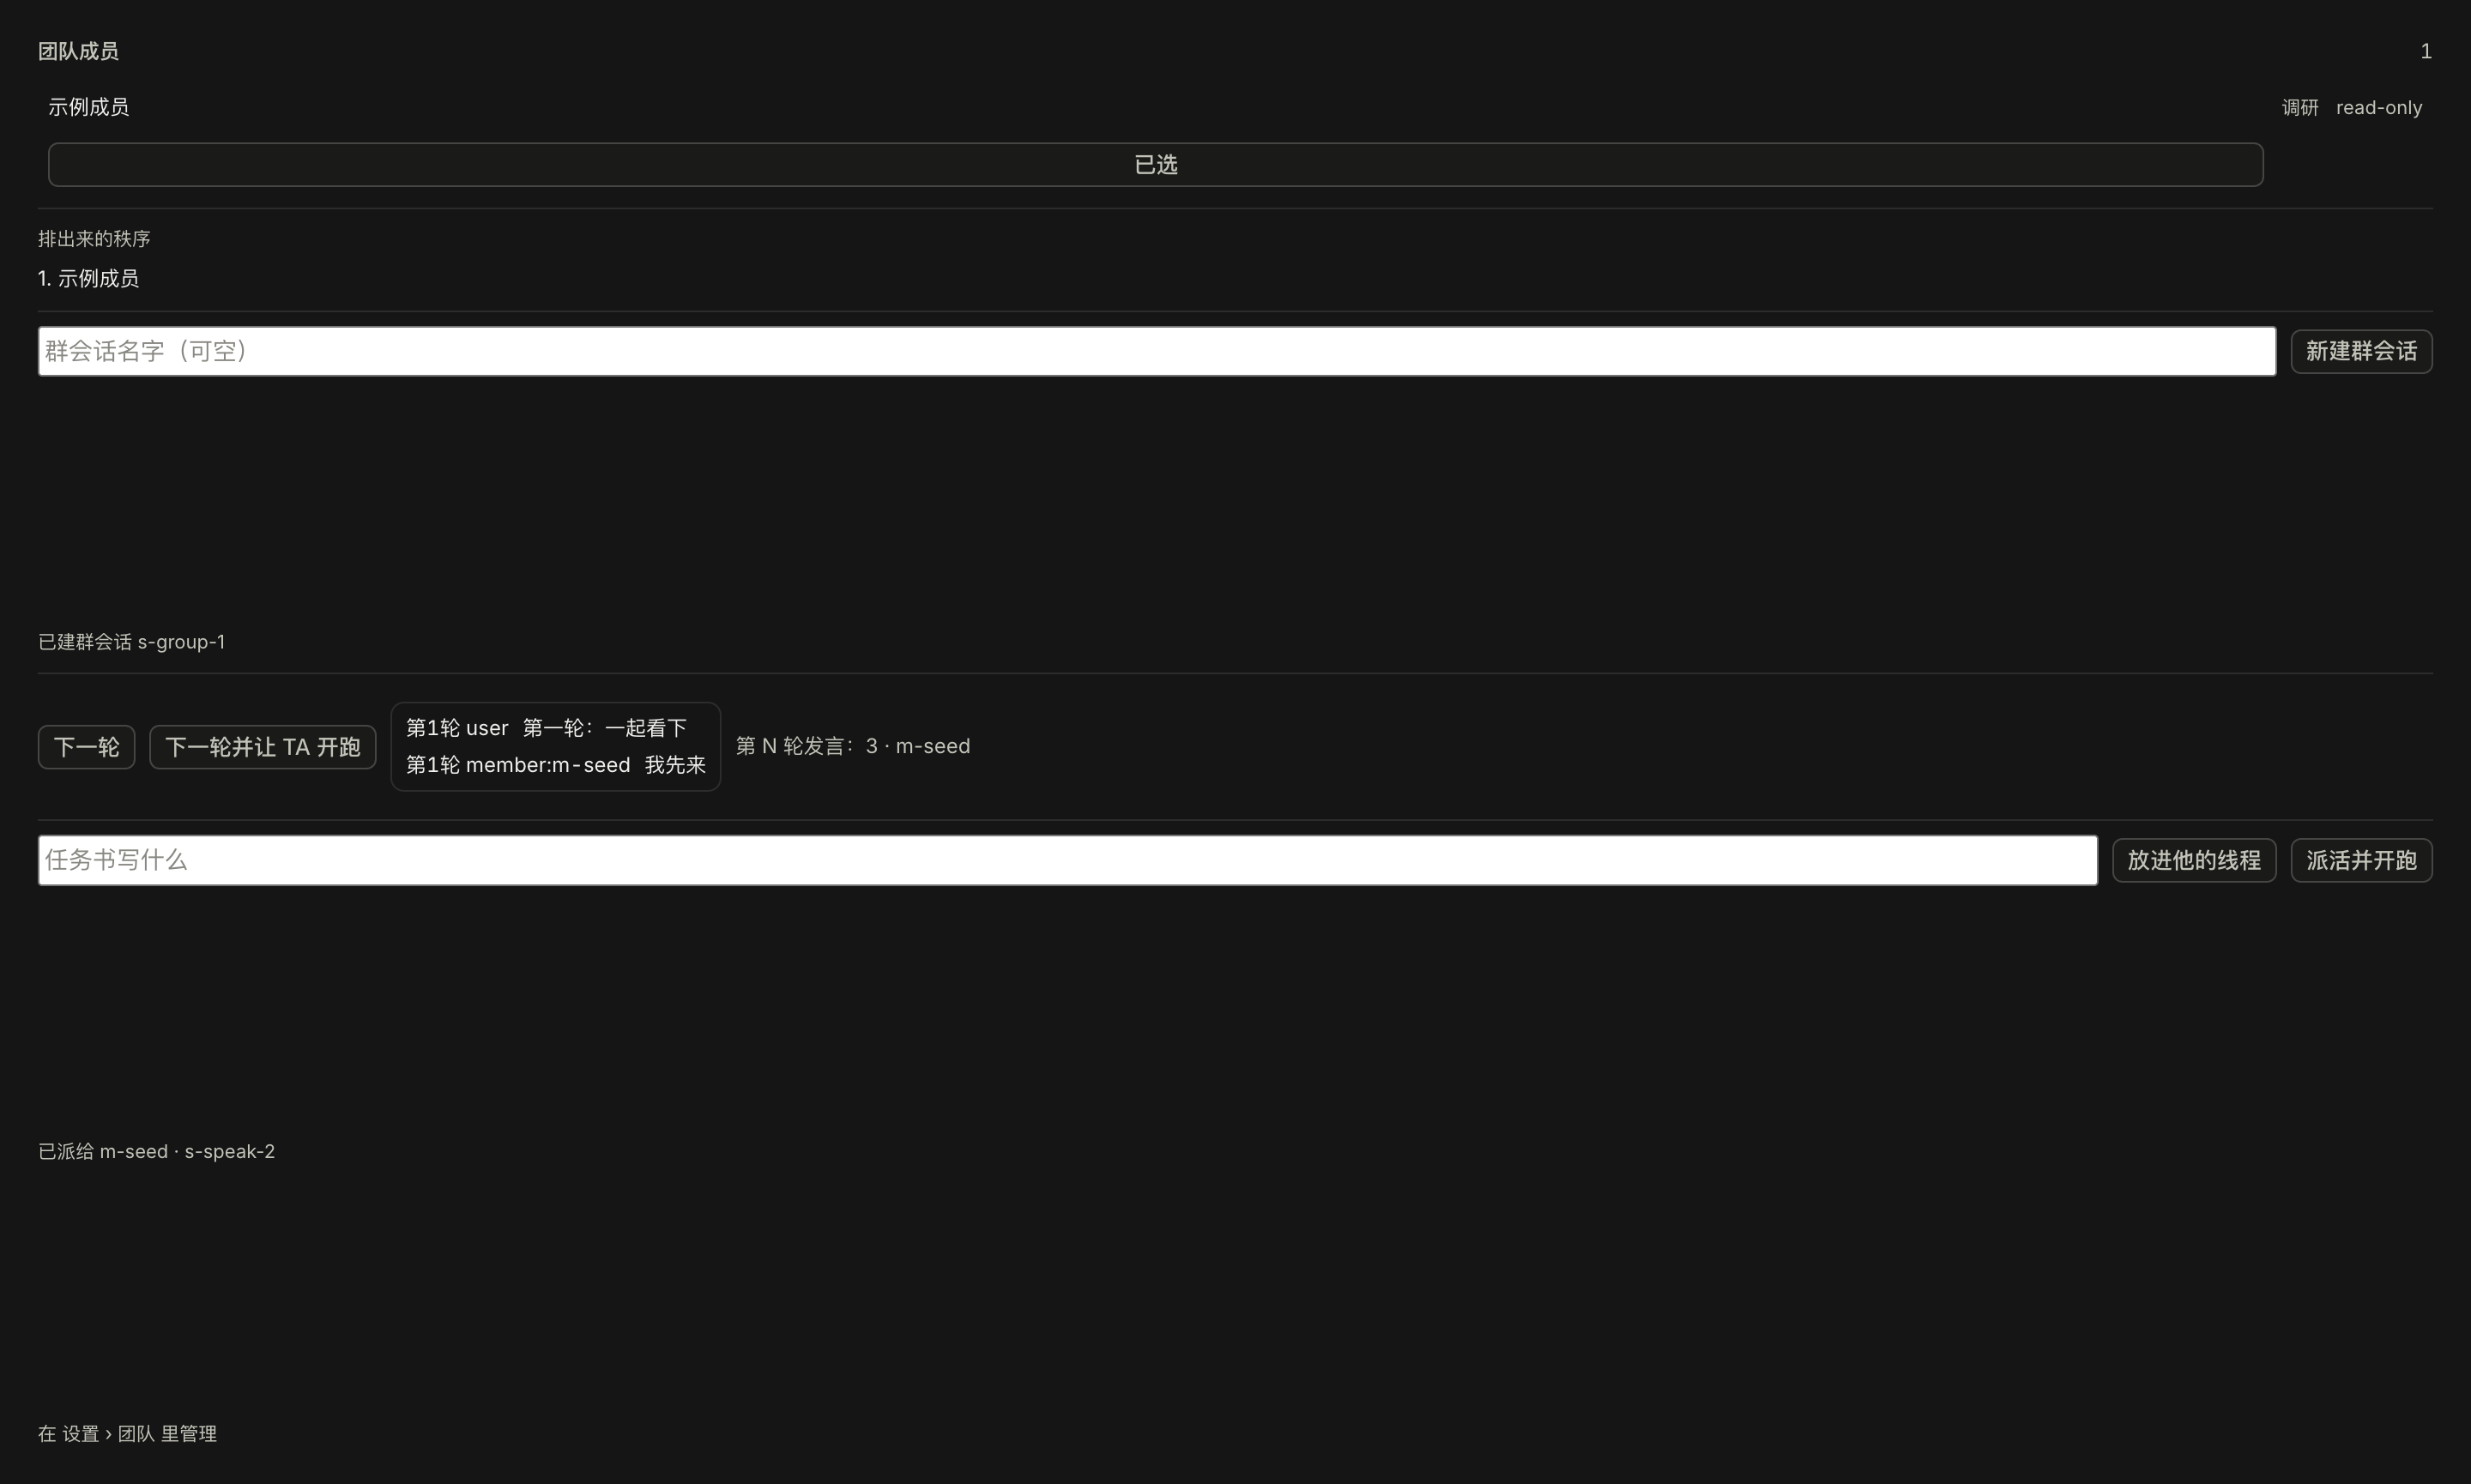 团队成员 1
示例成员 调研 read-only
已选
排出来的秩序
1. 示例成员
群会话名字（可空） 新建群会话
已建群会话 s-group-1
下一轮 下一轮并让 TA 开跑
第1轮 user 第一轮：一起看下
第1轮 member:m-seed 我先来
第 N 轮发言：3 · m-seed
任务书写什么 放进他的线程 派活并开跑
已派给 m-seed · s-speak-2
在 设置 › 团队 里管理